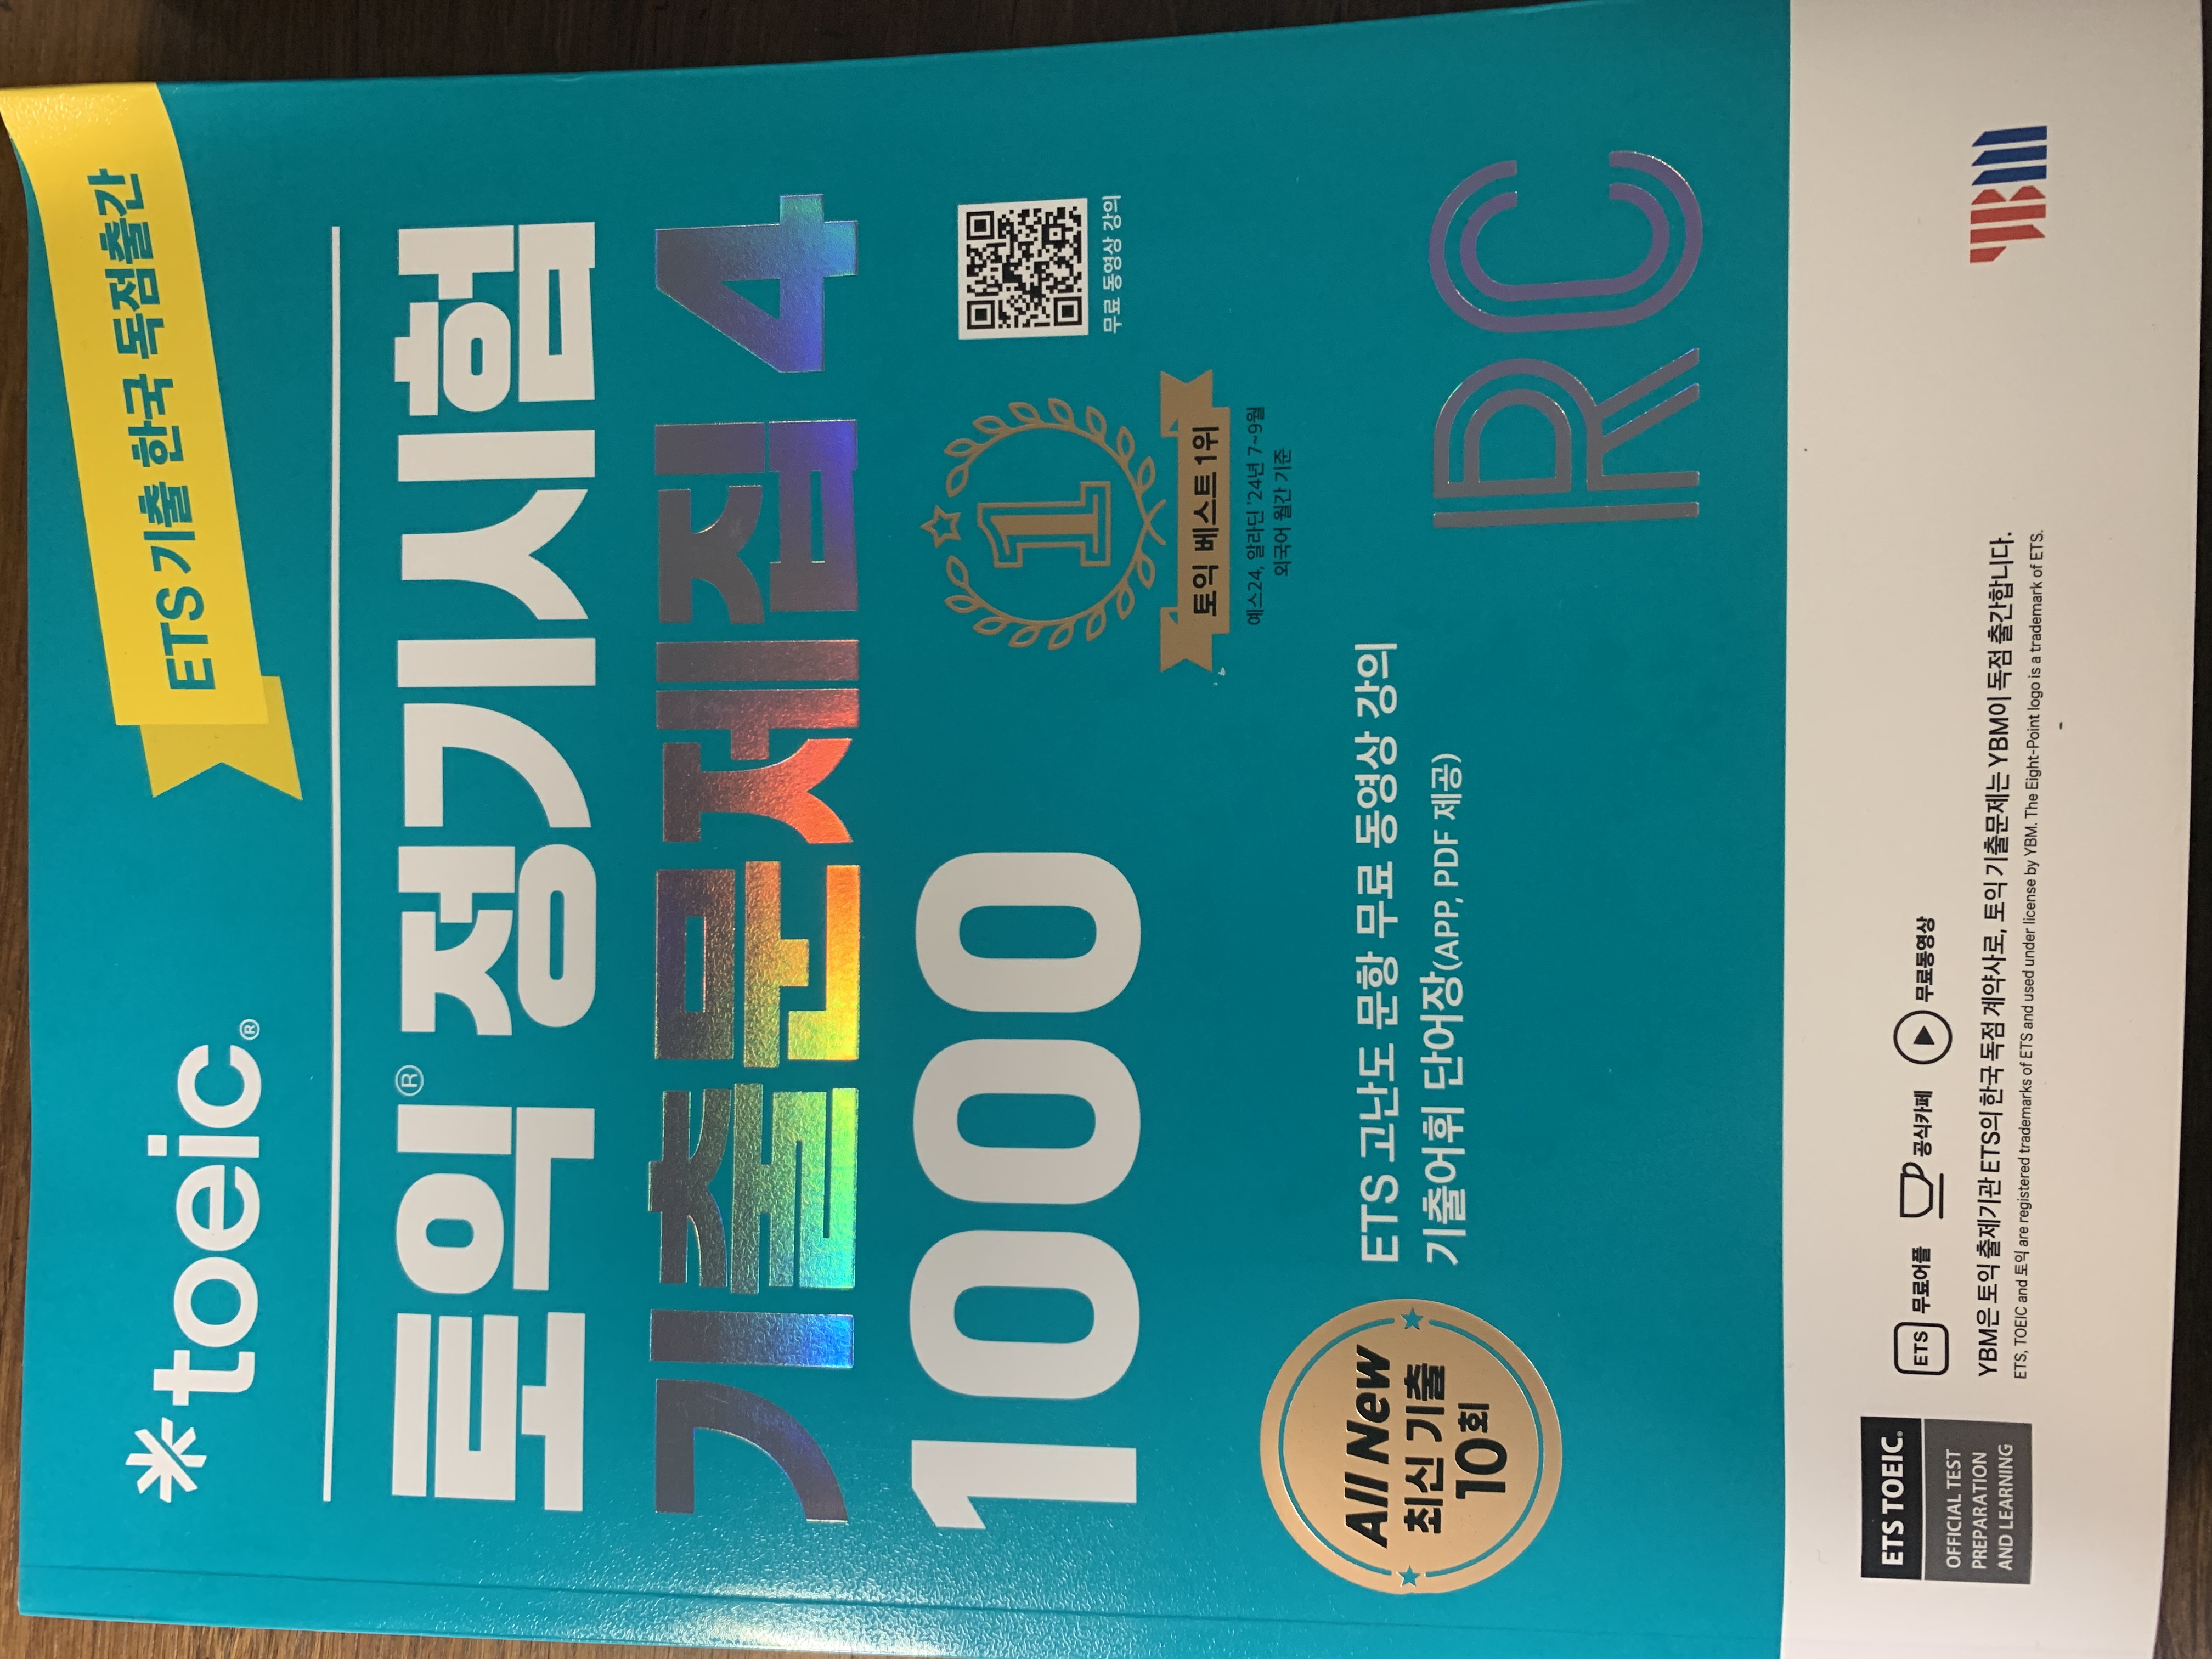 toeic®
ETS 기출 한국 독점출간
토익® 정기시험
기출문제집 4
1000
1
무료 동영상 강의
토익 베스트 1위
예스24, 알라딘 '24년 7~9월
외국어 월간 기준
All New
최신 기출
10회
ETS 고난도 문항 무료 동영상 강의
기출어휘 단어장(APP, PDF 제공)
RC
ETS TOEIC®
OFFICIAL TEST
PREPARATION
AND LEARNING
ETS 무료어플 공식카페 무료동영상
YBM은 토익 출제기관 ETS의 한국 독점 계약사로, 토익 기출문제는 YBM이 독점 출간합니다.
ETS, TOEIC and 토익 are registered trademarks of ETS and used under license by YBM. The Eight-Point logo is a trademark of ETS.
YBM